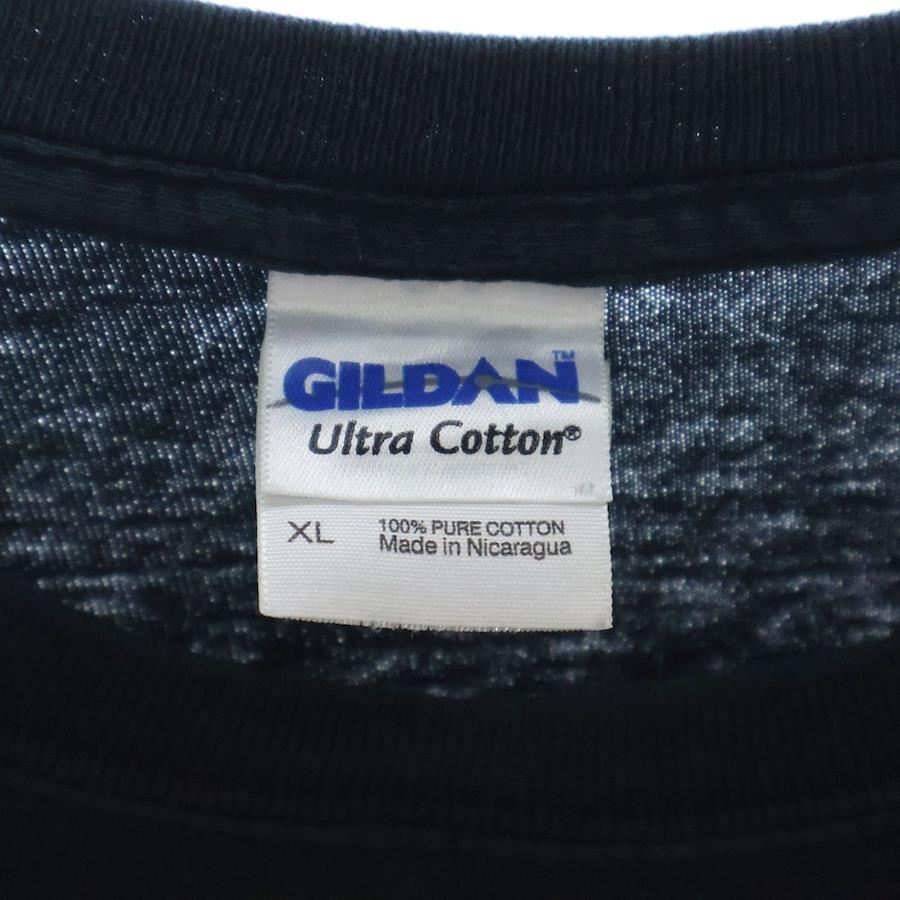 GILDAN™
Ultra Cotton®
XL
100% PURE COTTON
Made in Nicaragua